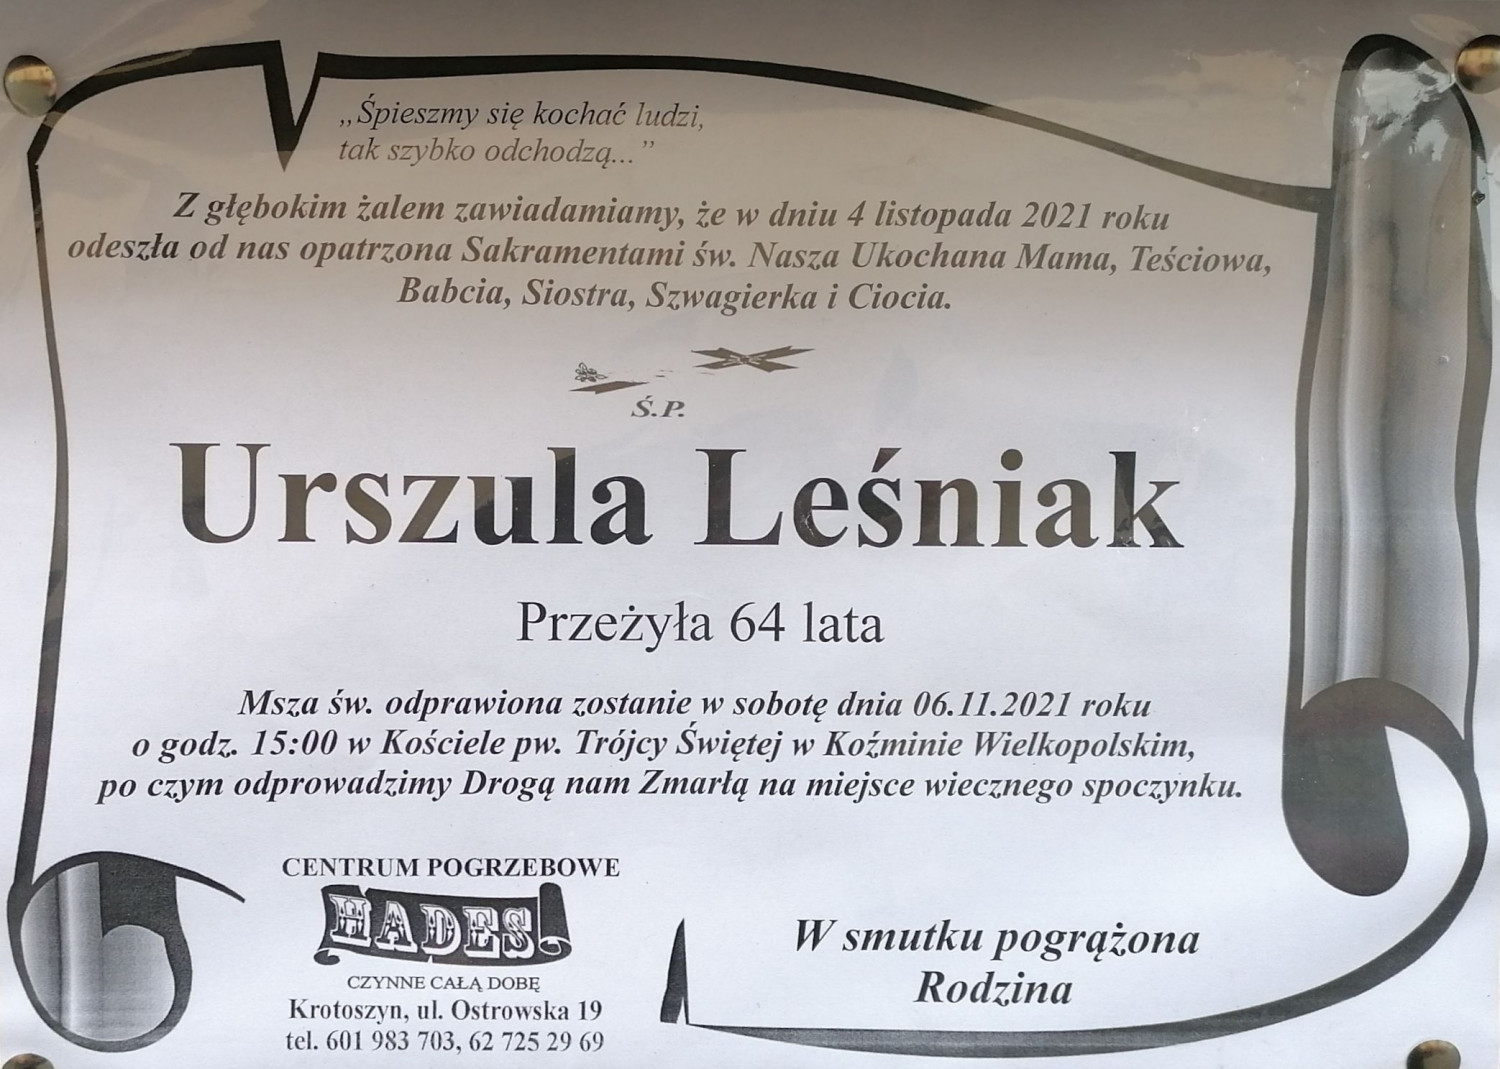 „Śpieszmy się kochać ludzi,
tak szybko odchodzą...”
Z głębokim żalem zawiadamiamy, że w dniu 4 listopada 2021 roku
odeszła od nas opatrzona Sakramentami św. Nasza Ukochana Mama, Teściowa,
Babcia, Siostra, Szwagierka i Ciocia.
Ś.P.
Urszula Leśniak
Przeżyła 64 lata
Msza św. odprawiona zostanie w sobotę dnia 06.11.2021 roku
o godz. 15:00 w Kościele pw. Trójcy Świętej w Koźminie Wielkopolskim,
po czym odprowadzimy Drogą nam Zmarłą na miejsce wiecznego spoczynku.
CENTRUM POGRZEBOWE
HADES
CZYNNE CAŁĄ DOBĘ
Krotoszyn, ul. Ostrowska 19
tel. 601 983 703, 62 725 29 69
W smutku pogrążona
Rodzina